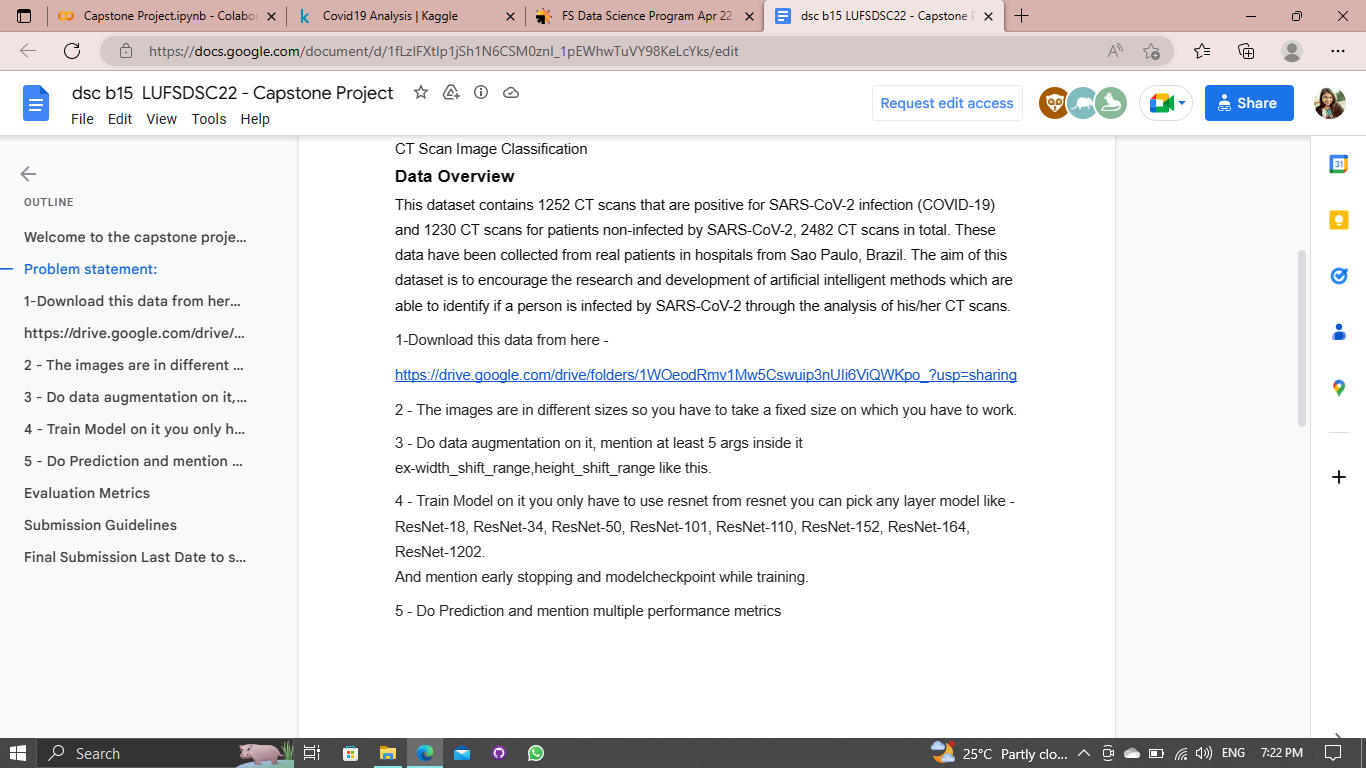 Capstone Project.ipynb - Colabo
Covid19 Analysis | Kaggle
FS Data Science Program Apr 22
dsc b15 LUFSDSC22 - Capstone P
https://docs.google.com/document/d/1fLzIFXtIp1jSh1N6CSM0znI_1pEWhwTuVY98KeLcYks/edit
dsc b15 LUFSDSC22 - Capstone Project
Request edit access
Share
File Edit View Tools Help
OUTLINE
Welcome to the capstone proje...
Problem statement:
1-Download this data from her...
https://drive.google.com/drive/...
2 - The images are in different ...
3 - Do data augmentation on it,...
4 - Train Model on it you only h...
5 - Do Prediction and mention ...
Evaluation Metrics
Submission Guidelines
Final Submission Last Date to s...
CT Scan Image Classification
Data Overview
This dataset contains 1252 CT scans that are positive for SARS-CoV-2 infection (COVID-19)
and 1230 CT scans for patients non-infected by SARS-CoV-2, 2482 CT scans in total. These
data have been collected from real patients in hospitals from Sao Paulo, Brazil. The aim of this
dataset is to encourage the research and development of artificial intelligent methods which are
able to identify if a person is infected by SARS-CoV-2 through the analysis of his/her CT scans.
1-Download this data from here -
https://drive.google.com/drive/folders/1WOeodRmv1Mw5Cswuip3nUIi6ViQWKpo_?usp=sharing
2 - The images are in different sizes so you have to take a fixed size on which you have to work.
3 - Do data augmentation on it, mention at least 5 args inside it
ex-width_shift_range,height_shift_range like this.
4 - Train Model on it you only have to use resnet from resnet you can pick any layer model like -
ResNet-18, ResNet-34, ResNet-50, ResNet-101, ResNet-110, ResNet-152, ResNet-164,
ResNet-1202.
And mention early stopping and modelcheckpoint while training.
5 - Do Prediction and mention multiple performance metrics
31
Search
25°C Partly clo...
ENG
7:22 PM